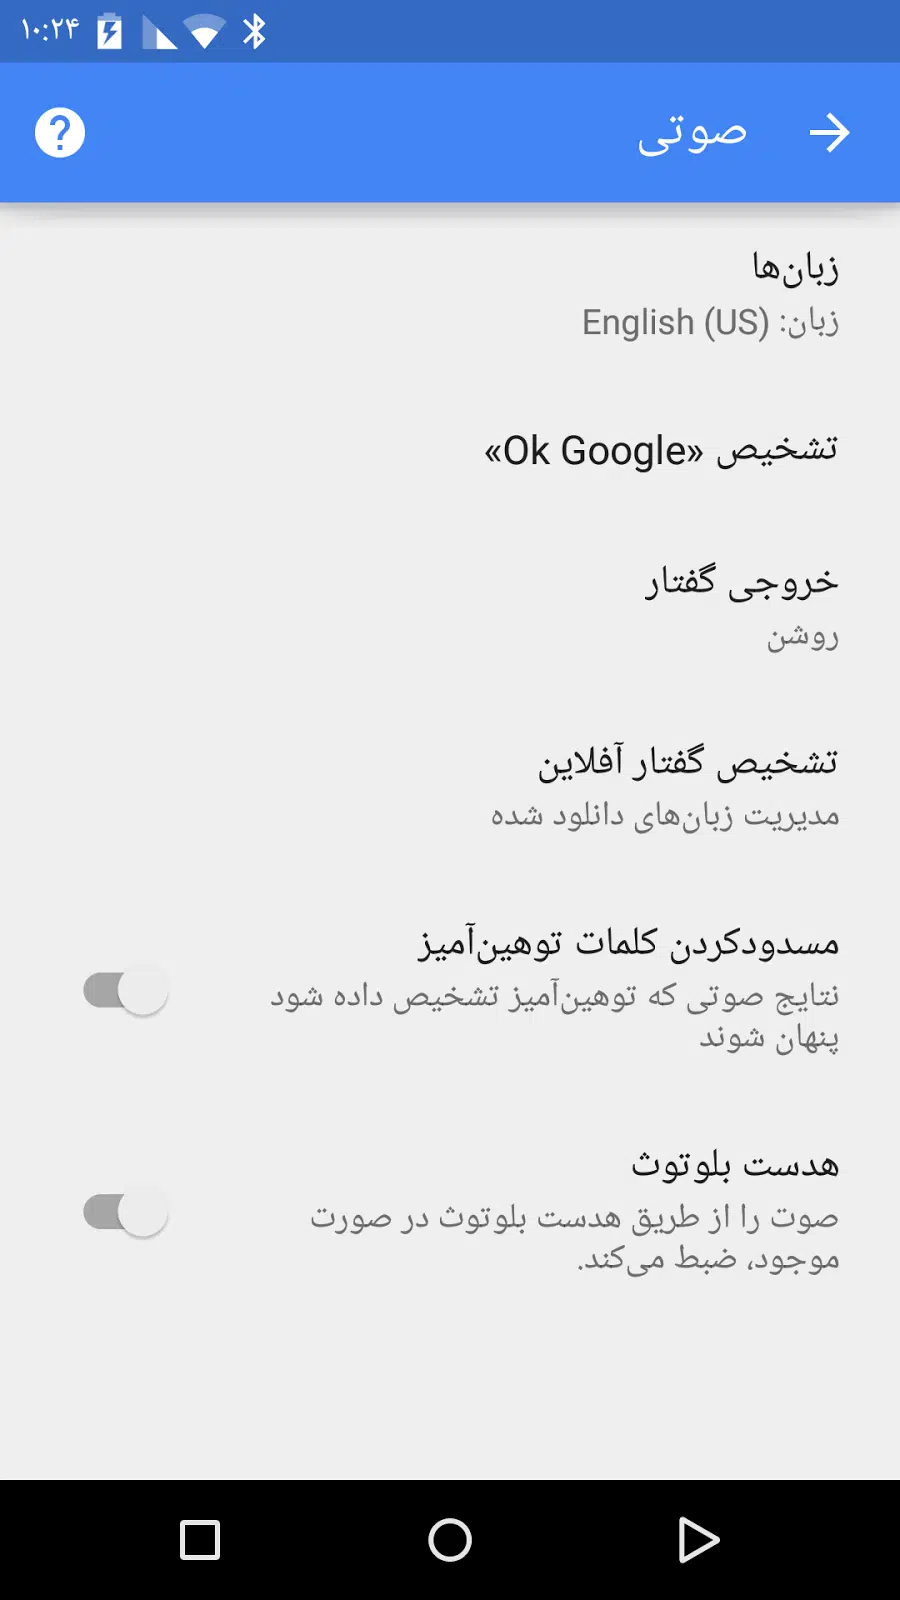 ۱۰:۲۴
صوتی
زبان‌ها
زبان: English (US)
تشخیص «Ok Google»
خروجی گفتار
روشن
تشخیص گفتار آفلاین
مدیریت زبان‌های دانلود شده
مسدودکردن کلمات توهین‌آمیز
نتایج صوتی که توهین‌آمیز تشخیص داده شود
پنهان شوند
هدست بلوتوث
صوت را از طریق هدست بلوتوث در صورت
موجود، ضبط می‌کند.